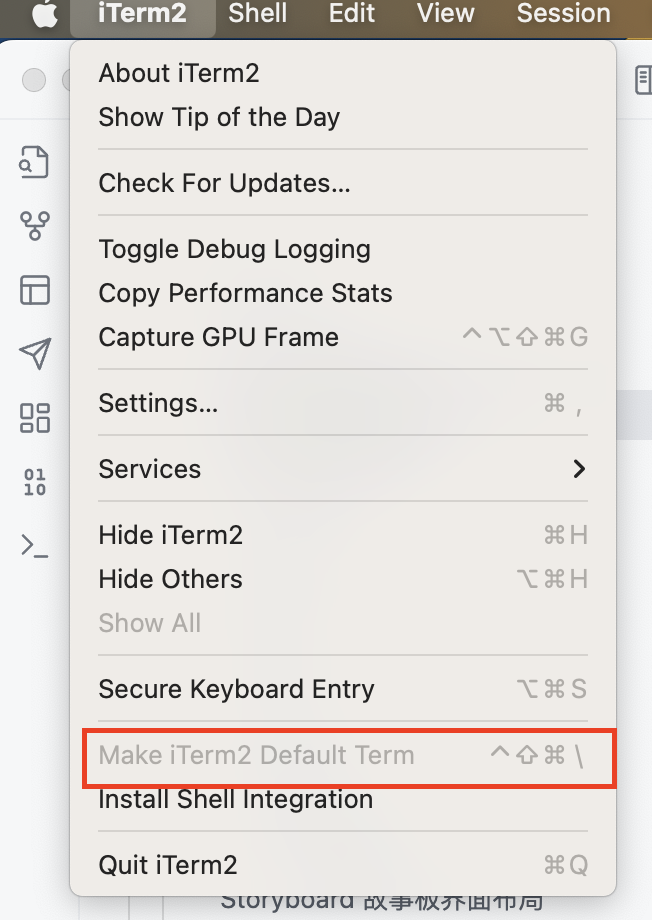 iTerm2 Shell Edit View Session
About iTerm2
Show Tip of the Day
Check For Updates...
Toggle Debug Logging
Copy Performance Stats
Capture GPU Frame ⌃⌥⇧⌘G
Settings... ⌘,
Services
Hide iTerm2 ⌘H
Hide Others ⌥⌘H
Show All
Secure Keyboard Entry ⌥⌘S
Make iTerm2 Default Term ⌃⇧⌘\
Install Shell Integration
Quit iTerm2 ⌘Q
Storyboard 故事板界面布局
01
10